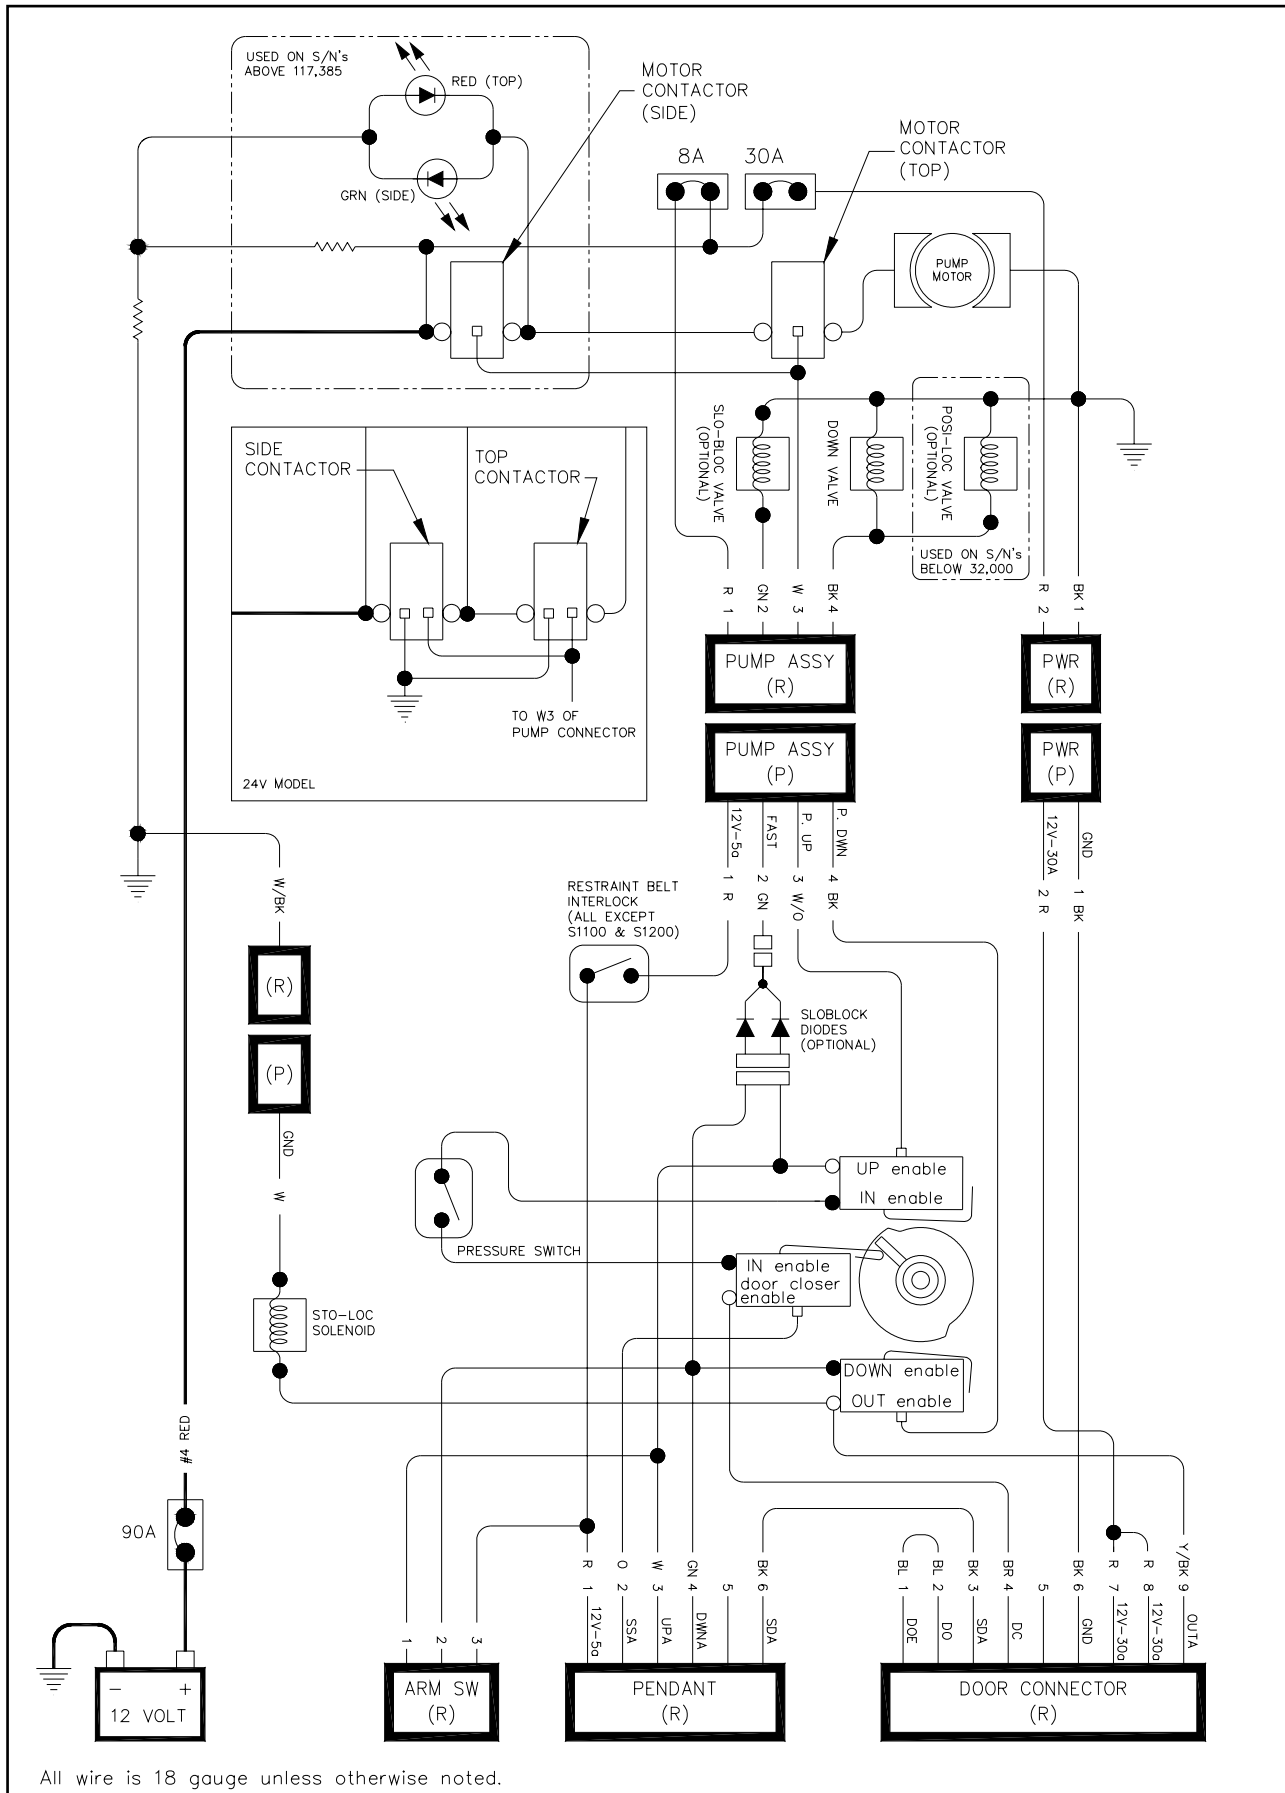 USED ON S/N's
ABOVE 117,385
RED (TOP)
GRN (SIDE)
MOTOR
CONTACTOR
(SIDE)
8A
30A
MOTOR
CONTACTOR
(TOP)
PUMP
MOTOR
SLO-BLOC VALVE
(OPTIONAL)
DOWN VALVE
POSI-LOC VALVE
(OPTIONAL)
USED ON S/N's
BELOW 32,000
SIDE
CONTACTOR
TOP
CONTACTOR
TO W3 OF
PUMP CONNECTOR
24V MODEL
R 1
GN 2
W 3
BK 4
R 2
BK 1
PUMP ASSY
(R)
PWR
(R)
PUMP ASSY
(P)
PWR
(P)
12V-5a
1 R
FAST
2 GN
P. UP
3 W/O
P. DWN
4 BK
12V-30A
2 R
GND
1 BK
W/BK
(R)
(P)
GND
W
RESTRAINT BELT
INTERLOCK
(ALL EXCEPT
S1100 & S1200)
SLOBLOCK
DIODES
(OPTIONAL)
UP enable
IN enable
PRESSURE SWITCH
IN enable
door closer
enable
STO-LOC
SOLENOID
DOWN enable
OUT enable
#4 RED
90A
- +
12 VOLT
1
2
3
ARM SW
(R)
R 1 12V-5a
O 2 SSA
W 3 UPA
GN 4 DWNA
5
BK 6 SDA
PENDANT
(R)
BL 1 DOE
BL 2 DO
BK 3 SDA
BR 4 DC
5
BK 6 GND
R 7 12V-30a
R 8 12V-30a
Y/BK 9 OUTA
DOOR CONNECTOR
(R)
All wire is 18 gauge unless otherwise noted.